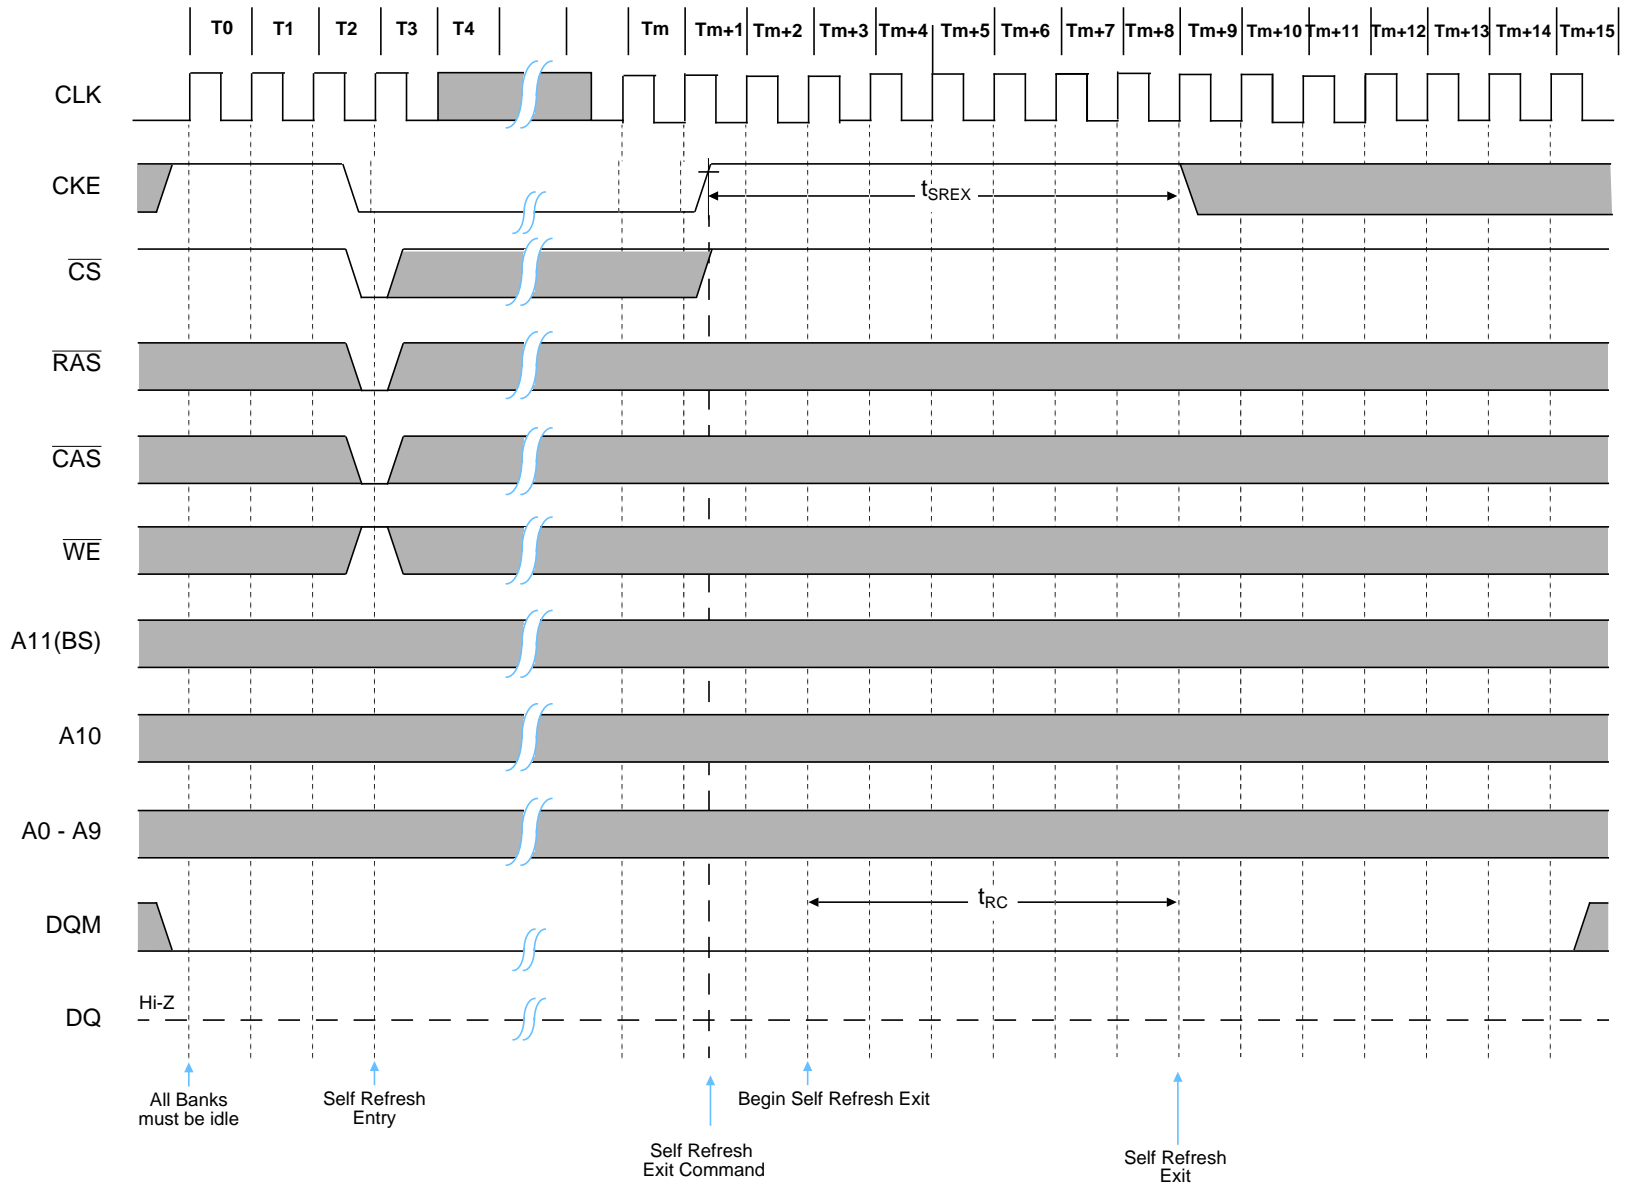 T0 T1 T2 T3 T4 Tm Tm+1 Tm+2 Tm+3 Tm+4 Tm+5 Tm+6 Tm+7 Tm+8 Tm+9 Tm+10 Tm+11 Tm+12 Tm+13 Tm+14 Tm+15
CLK
CKE
tSREX
CS
RAS
CAS
WE
A11(BS)
A10
A0 - A9
tRC
DQM
Hi-Z
DQ
All Banks
must be idle
Self Refresh
Entry
Begin Self Refresh Exit
Self Refresh
Exit Command
Self Refresh
Exit